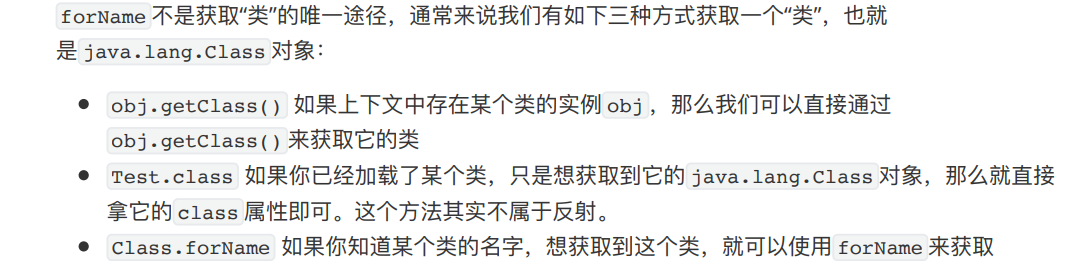 forName不是获取“类”的唯一途径，通常来说我们有如下三种方式获取一个“类”，也就
是java.lang.Class对象：
● obj.getClass() 如果上下文中存在某个类的实例obj，那么我们可以直接通过
obj.getClass()来获取它的类
● Test.class 如果你已经加载了某个类，只是想获取到它的java.lang.Class对象，那么就直接
拿它的class属性即可。这个方法其实不属于反射。
● Class.forName 如果你知道某个类的名字，想获取到这个类，就可以使用forName来获取